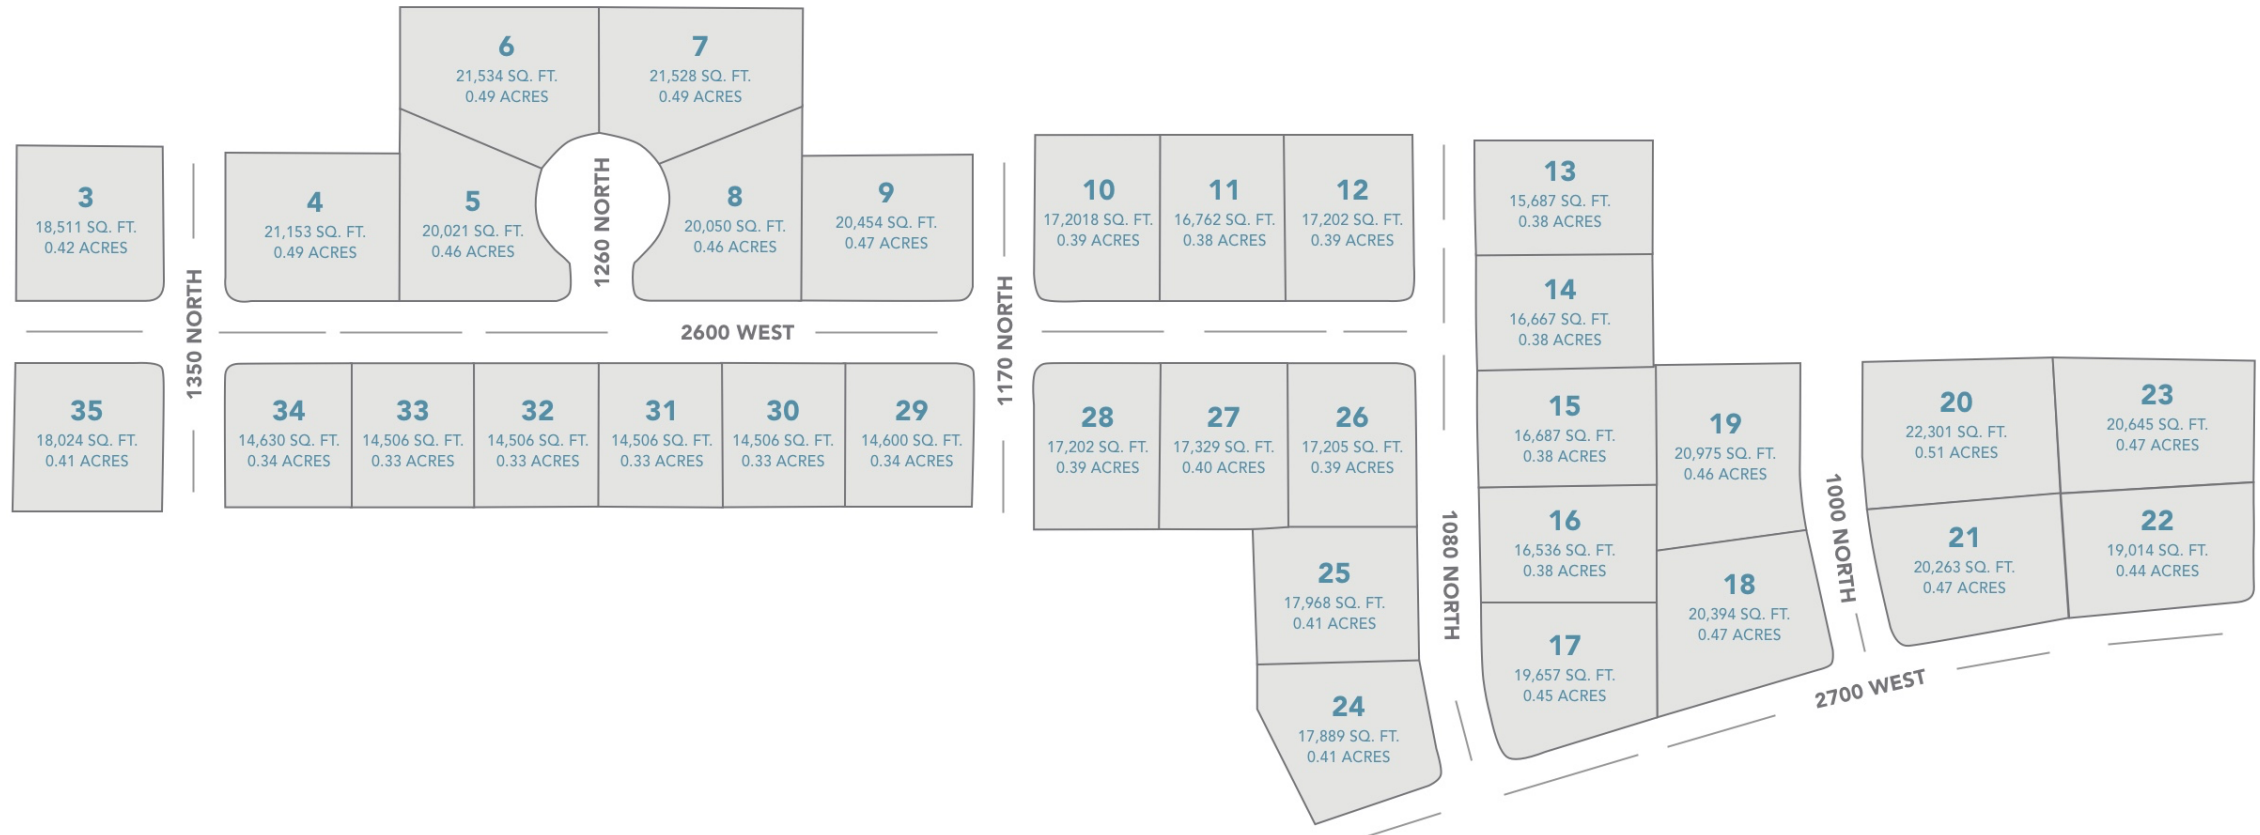 6
21,534 SQ. FT.
0.49 ACRES
7
21,528 SQ. FT.
0.49 ACRES
3
18,511 SQ. FT.
0.42 ACRES
1350 NORTH
4
21,153 SQ. FT.
0.49 ACRES
5
20,021 SQ. FT.
0.46 ACRES
1260 NORTH
8
20,050 SQ. FT.
0.46 ACRES
9
20,454 SQ. FT.
0.47 ACRES
1170 NORTH
10
17,2018 SQ. FT.
0.39 ACRES
11
16,762 SQ. FT.
0.38 ACRES
12
17,202 SQ. FT.
0.39 ACRES
13
15,687 SQ. FT.
0.38 ACRES
14
16,667 SQ. FT.
0.38 ACRES
2600 WEST
35
18,024 SQ. FT.
0.41 ACRES
34
14,630 SQ. FT.
0.34 ACRES
33
14,506 SQ. FT.
0.33 ACRES
32
14,506 SQ. FT.
0.33 ACRES
31
14,506 SQ. FT.
0.33 ACRES
30
14,506 SQ. FT.
0.33 ACRES
29
14,600 SQ. FT.
0.34 ACRES
28
17,202 SQ. FT.
0.39 ACRES
27
17,329 SQ. FT.
0.40 ACRES
26
17,205 SQ. FT.
0.39 ACRES
15
16,687 SQ. FT.
0.38 ACRES
19
20,975 SQ. FT.
0.46 ACRES
20
22,301 SQ. FT.
0.51 ACRES
23
20,645 SQ. FT.
0.47 ACRES
1080 NORTH
16
16,536 SQ. FT.
0.38 ACRES
1000 NORTH
21
20,263 SQ. FT.
0.47 ACRES
22
19,014 SQ. FT.
0.44 ACRES
25
17,968 SQ. FT.
0.41 ACRES
18
20,394 SQ. FT.
0.47 ACRES
17
19,657 SQ. FT.
0.45 ACRES
24
17,889 SQ. FT.
0.41 ACRES
2700 WEST